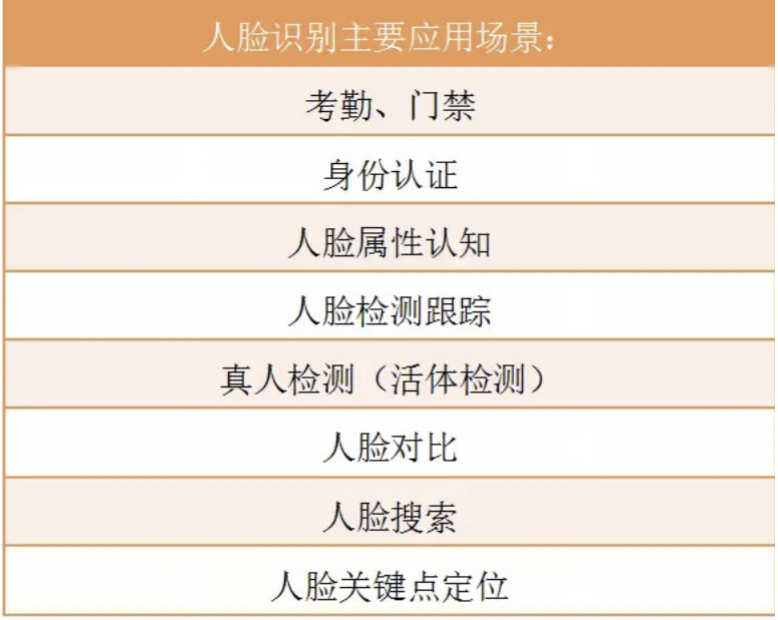 人脸识别主要应用场景：
考勤、门禁
身份认证
人脸属性认知
人脸检测跟踪
真人检测（活体检测）
人脸对比
人脸搜索
人脸关键点定位